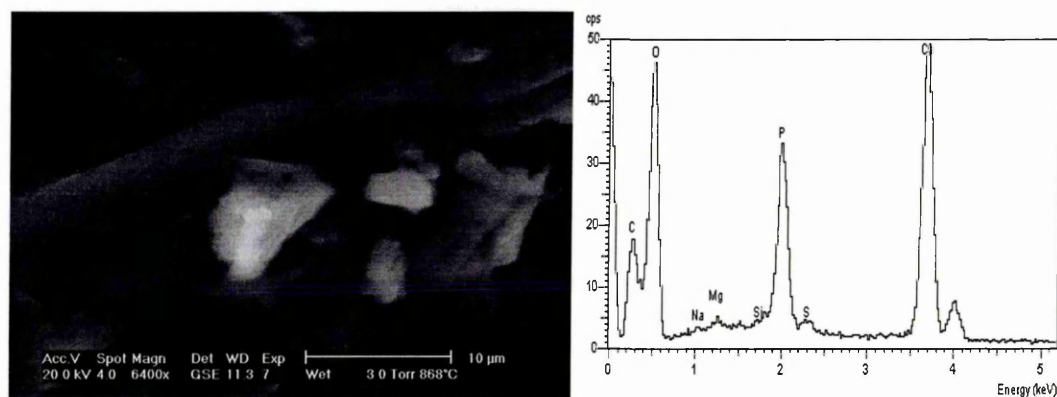 cps
50
40
30
20
10
0
O
C
Na
Mg
Si
P
S
0 1 2 3 4 5
Energy (keV)
Acc.V Spot Magn Det WD Exp 10 µm
20.0 kV 4.0 6400x GSE 11.3 7 Wet 3.0 Torr 868°C